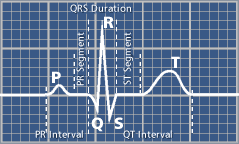 QRS Duration
R
PR Segment
ST Segment
P
T
Q
S
PR Interval
QT Interval